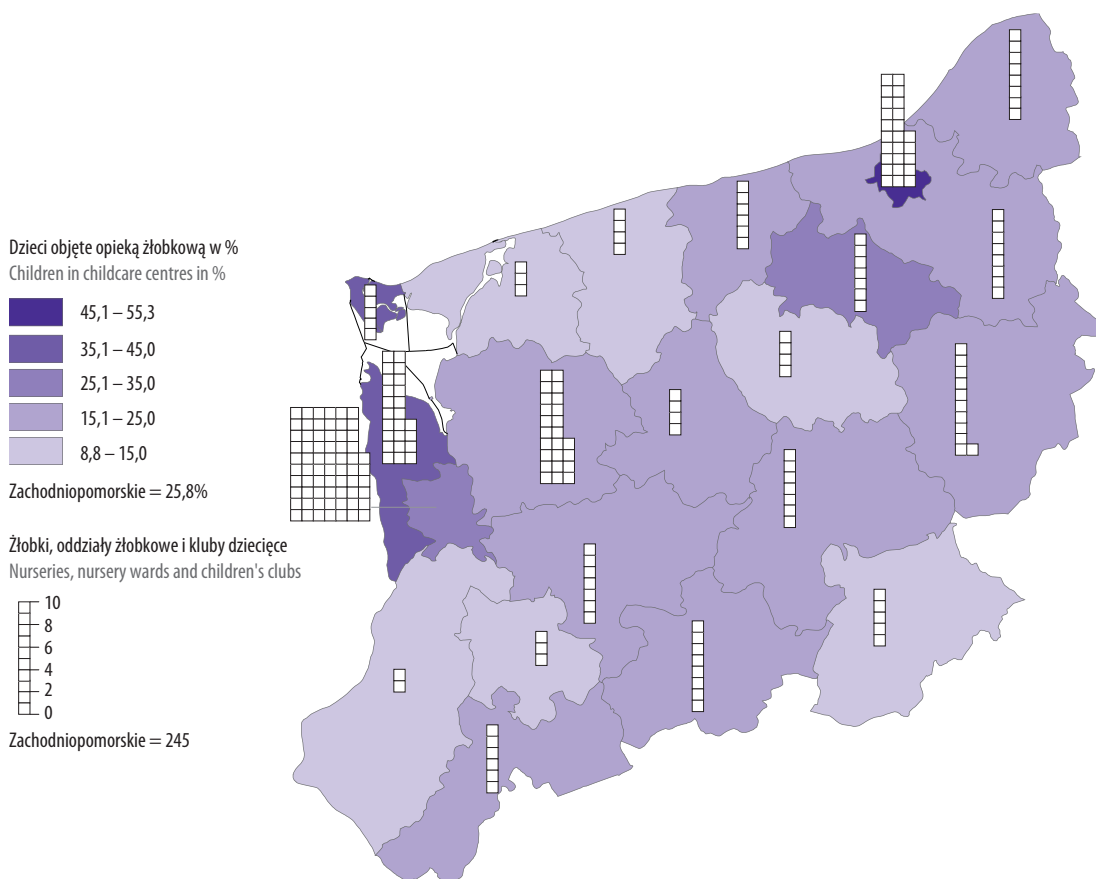 Dzieci objęte opieką żłobkową w %
Children in childcare centres in %
45,1 – 55,3
35,1 – 45,0
25,1 – 35,0
15,1 – 25,0
8,8 – 15,0
Zachodniopomorskie = 25,8%
Żłobki, oddziały żłobkowe i kluby dziecięce
Nurseries, nursery wards and children's clubs
10
8
6
4
2
0
Zachodniopomorskie = 245